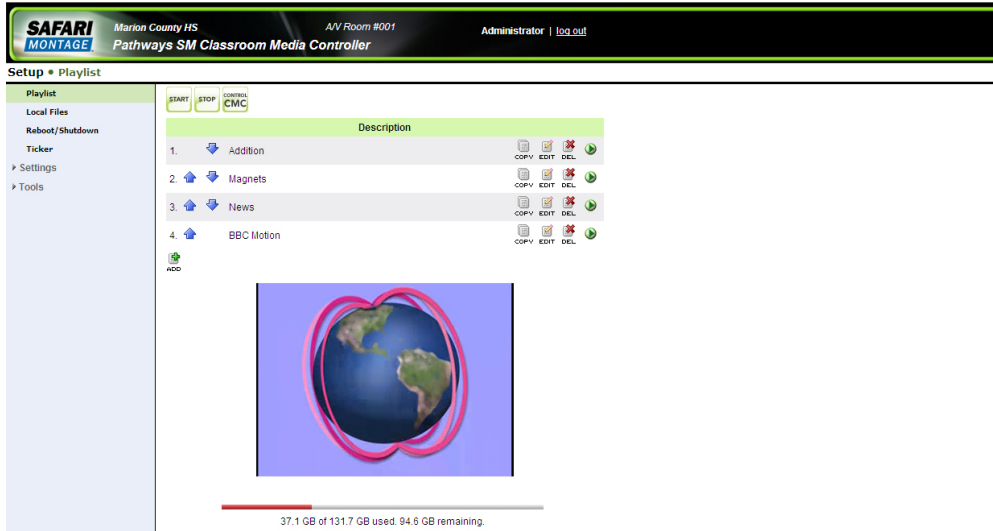 SAFARI
MONTAGE
Marion County HS
A/V Room #001
Administrator | log out
Pathways SM Classroom Media Controller
Setup • Playlist
Playlist
Local Files
Reboot/Shutdown
Ticker
Settings
Tools
START
STOP
CONTROL
CMC
Description
1. Addition COPY EDIT DEL
2. Magnets COPY EDIT DEL
3. News COPY EDIT DEL
4. BBC Motion COPY EDIT DEL
ADD
37.1 GB of 131.7 GB used. 94.6 GB remaining.